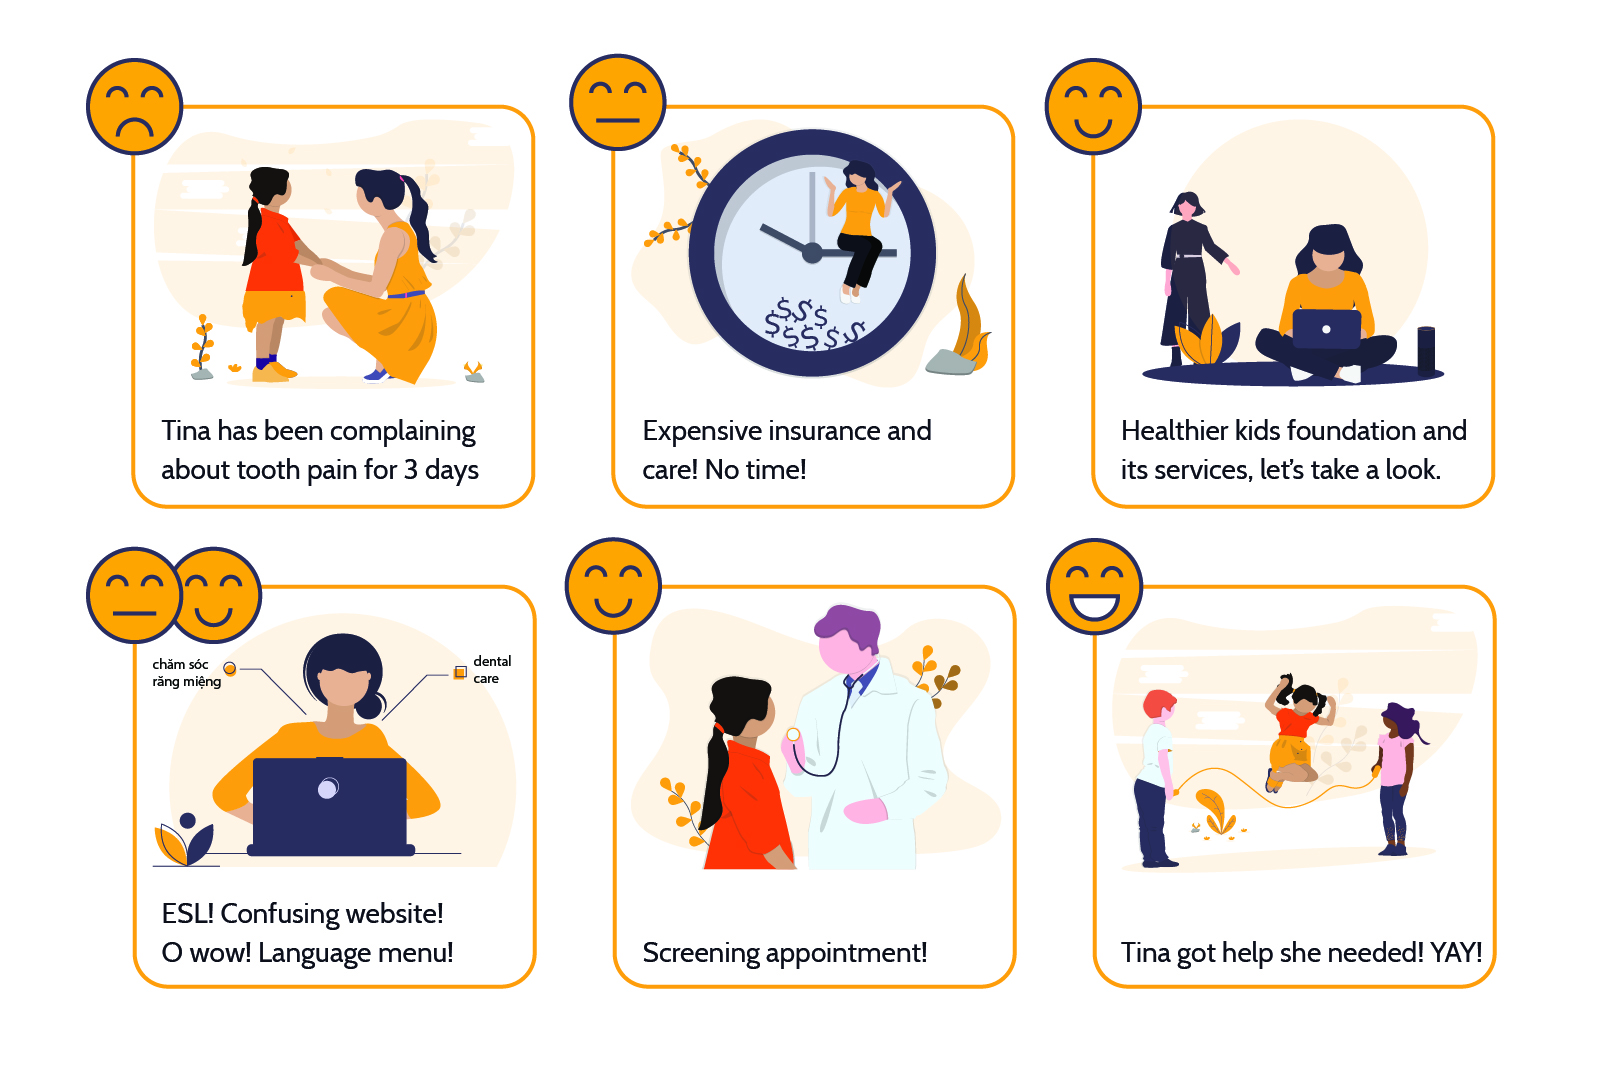 Tina has been complaining
about tooth pain for 3 days
Expensive insurance and
care! No time!
$$$$
$$$$$
Healthier kids foundation and
its services, let's take a look.
chăm sóc
răng miệng
dental
care
ESL! Confusing website!
O wow! Language menu!
Screening appointment!
Tina got help she needed! YAY!